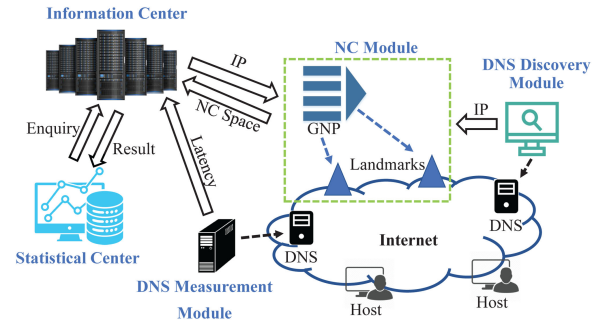 Information Center
NC Module
DNS Discovery
Module
IP
NC Space
GNP
IP
Enquiry
Result
Latency
Landmarks
DNS
Internet
DNS
Statistical Center
DNS Measurement
Module
Host
Host